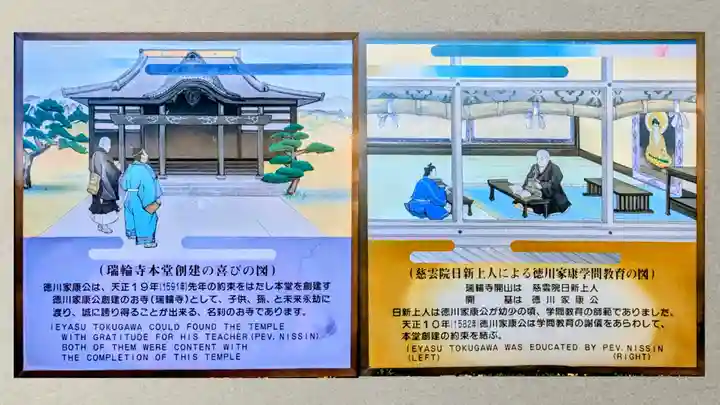 (瑞輪寺本堂創建の喜びの図)
徳川家康公は、天正19年(1591年)先年の約束をはたし本堂を創建す
徳川家康公創建のお寺(瑞輪寺)として、子供、孫、と未来永劫に
渡り、誠に誇り得ることが出来る、名刹のお寺であります。
IEYASU TOKUGAWA COULD FOUND THE TEMPLE
WITH GRATITUDE FOR HIS TEACHER(PEV.NISSIN)
BOTH OF THEM WERE CONTENT WITH
THE COMPLETION OF THIS TEMPLE
(慈雲院日新上人による徳川家康学問教育の図)
瑞輪寺開山は 慈雲院日新上人
開 基は 徳川家康公
日新上人は徳川家康公が幼少の頃、学問教育の師範でありました。
天正10年(1582年)徳川家康公は学問教育の謝儀をあらわして、
本堂創建の約束を結ぶ。
IEYASU TOKUGAWA WAS EDUCATED BY PEV.NISSIN
(LEFT) (RIGHT)